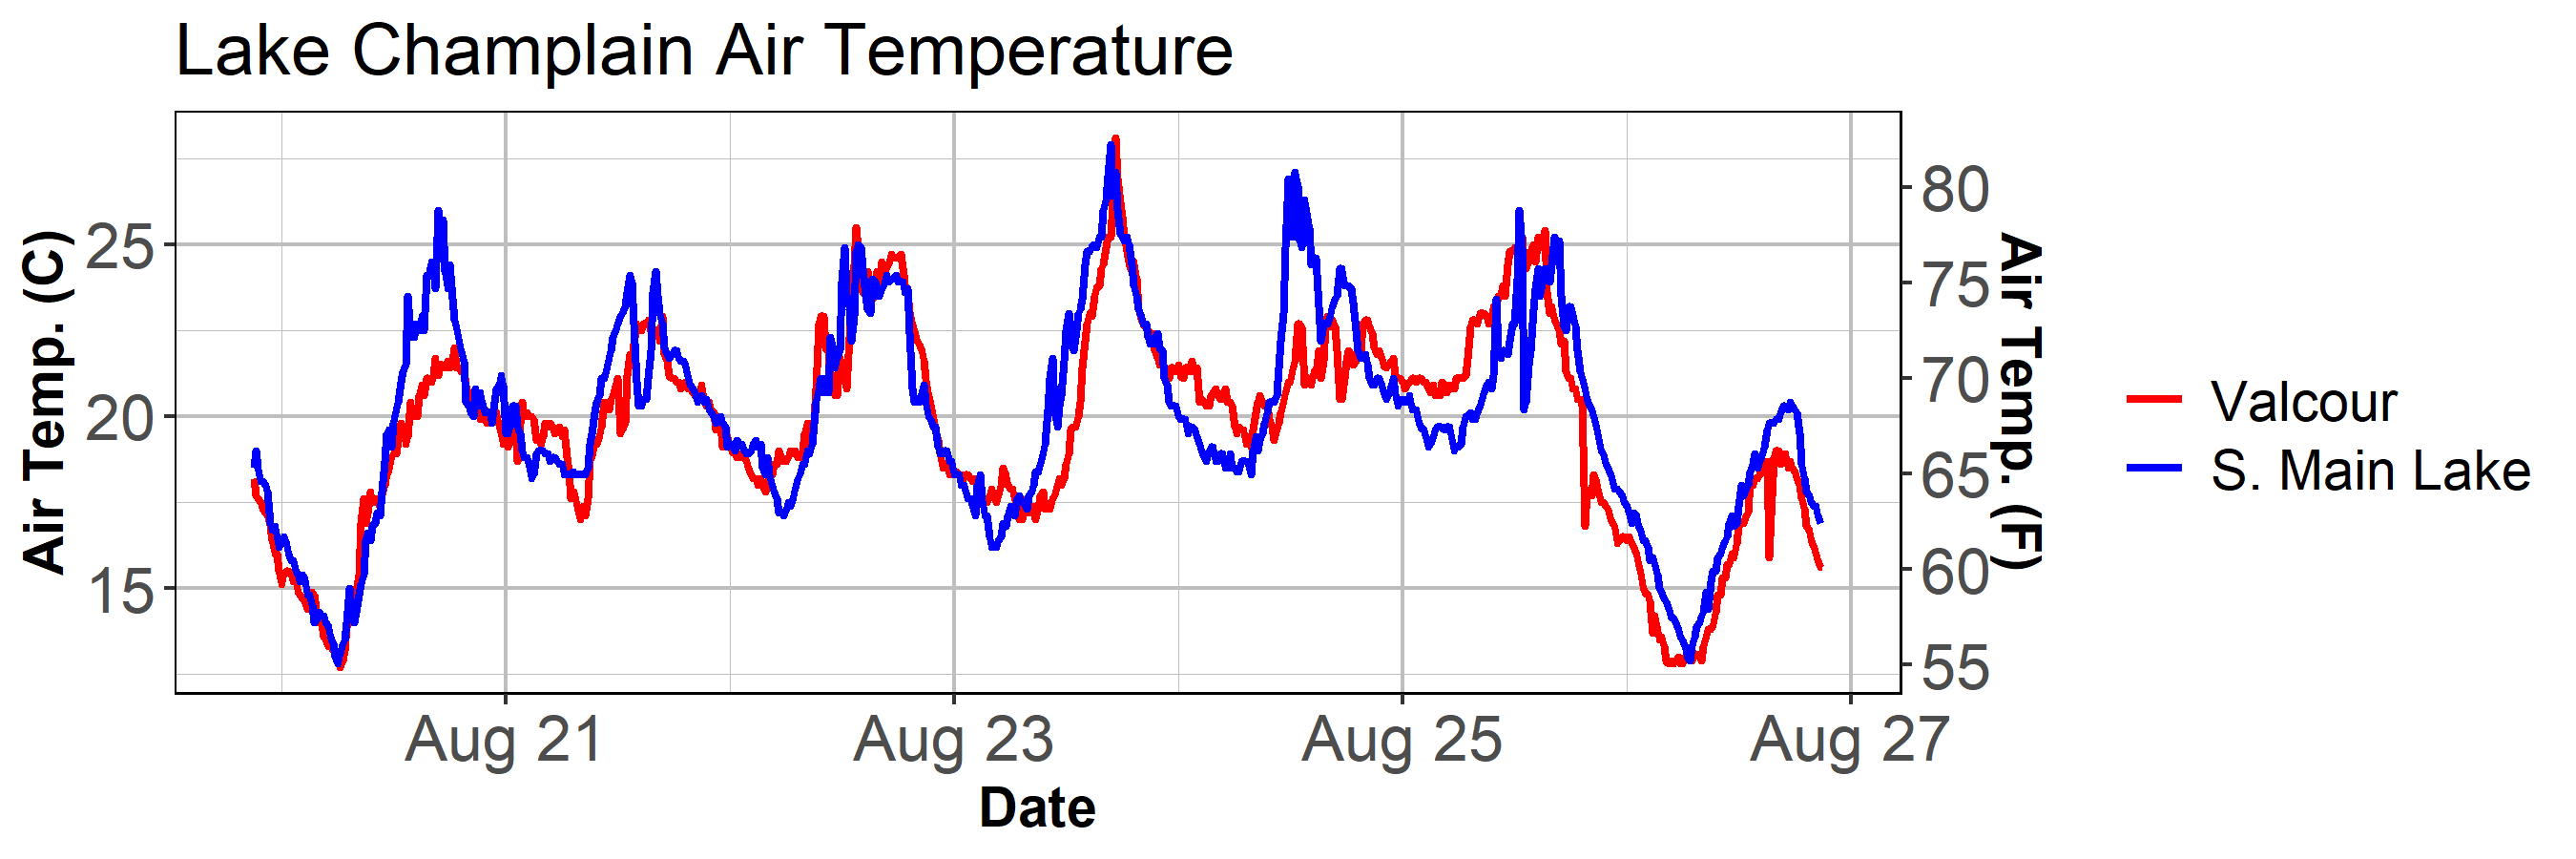 Lake Champlain Air Temperature
Air Temp. (C)
25
20
15
80
75
70
65
60
55
Air Temp. (F)
Aug 21
Aug 23
Aug 25
Aug 27
Date
Valcour
S. Main Lake